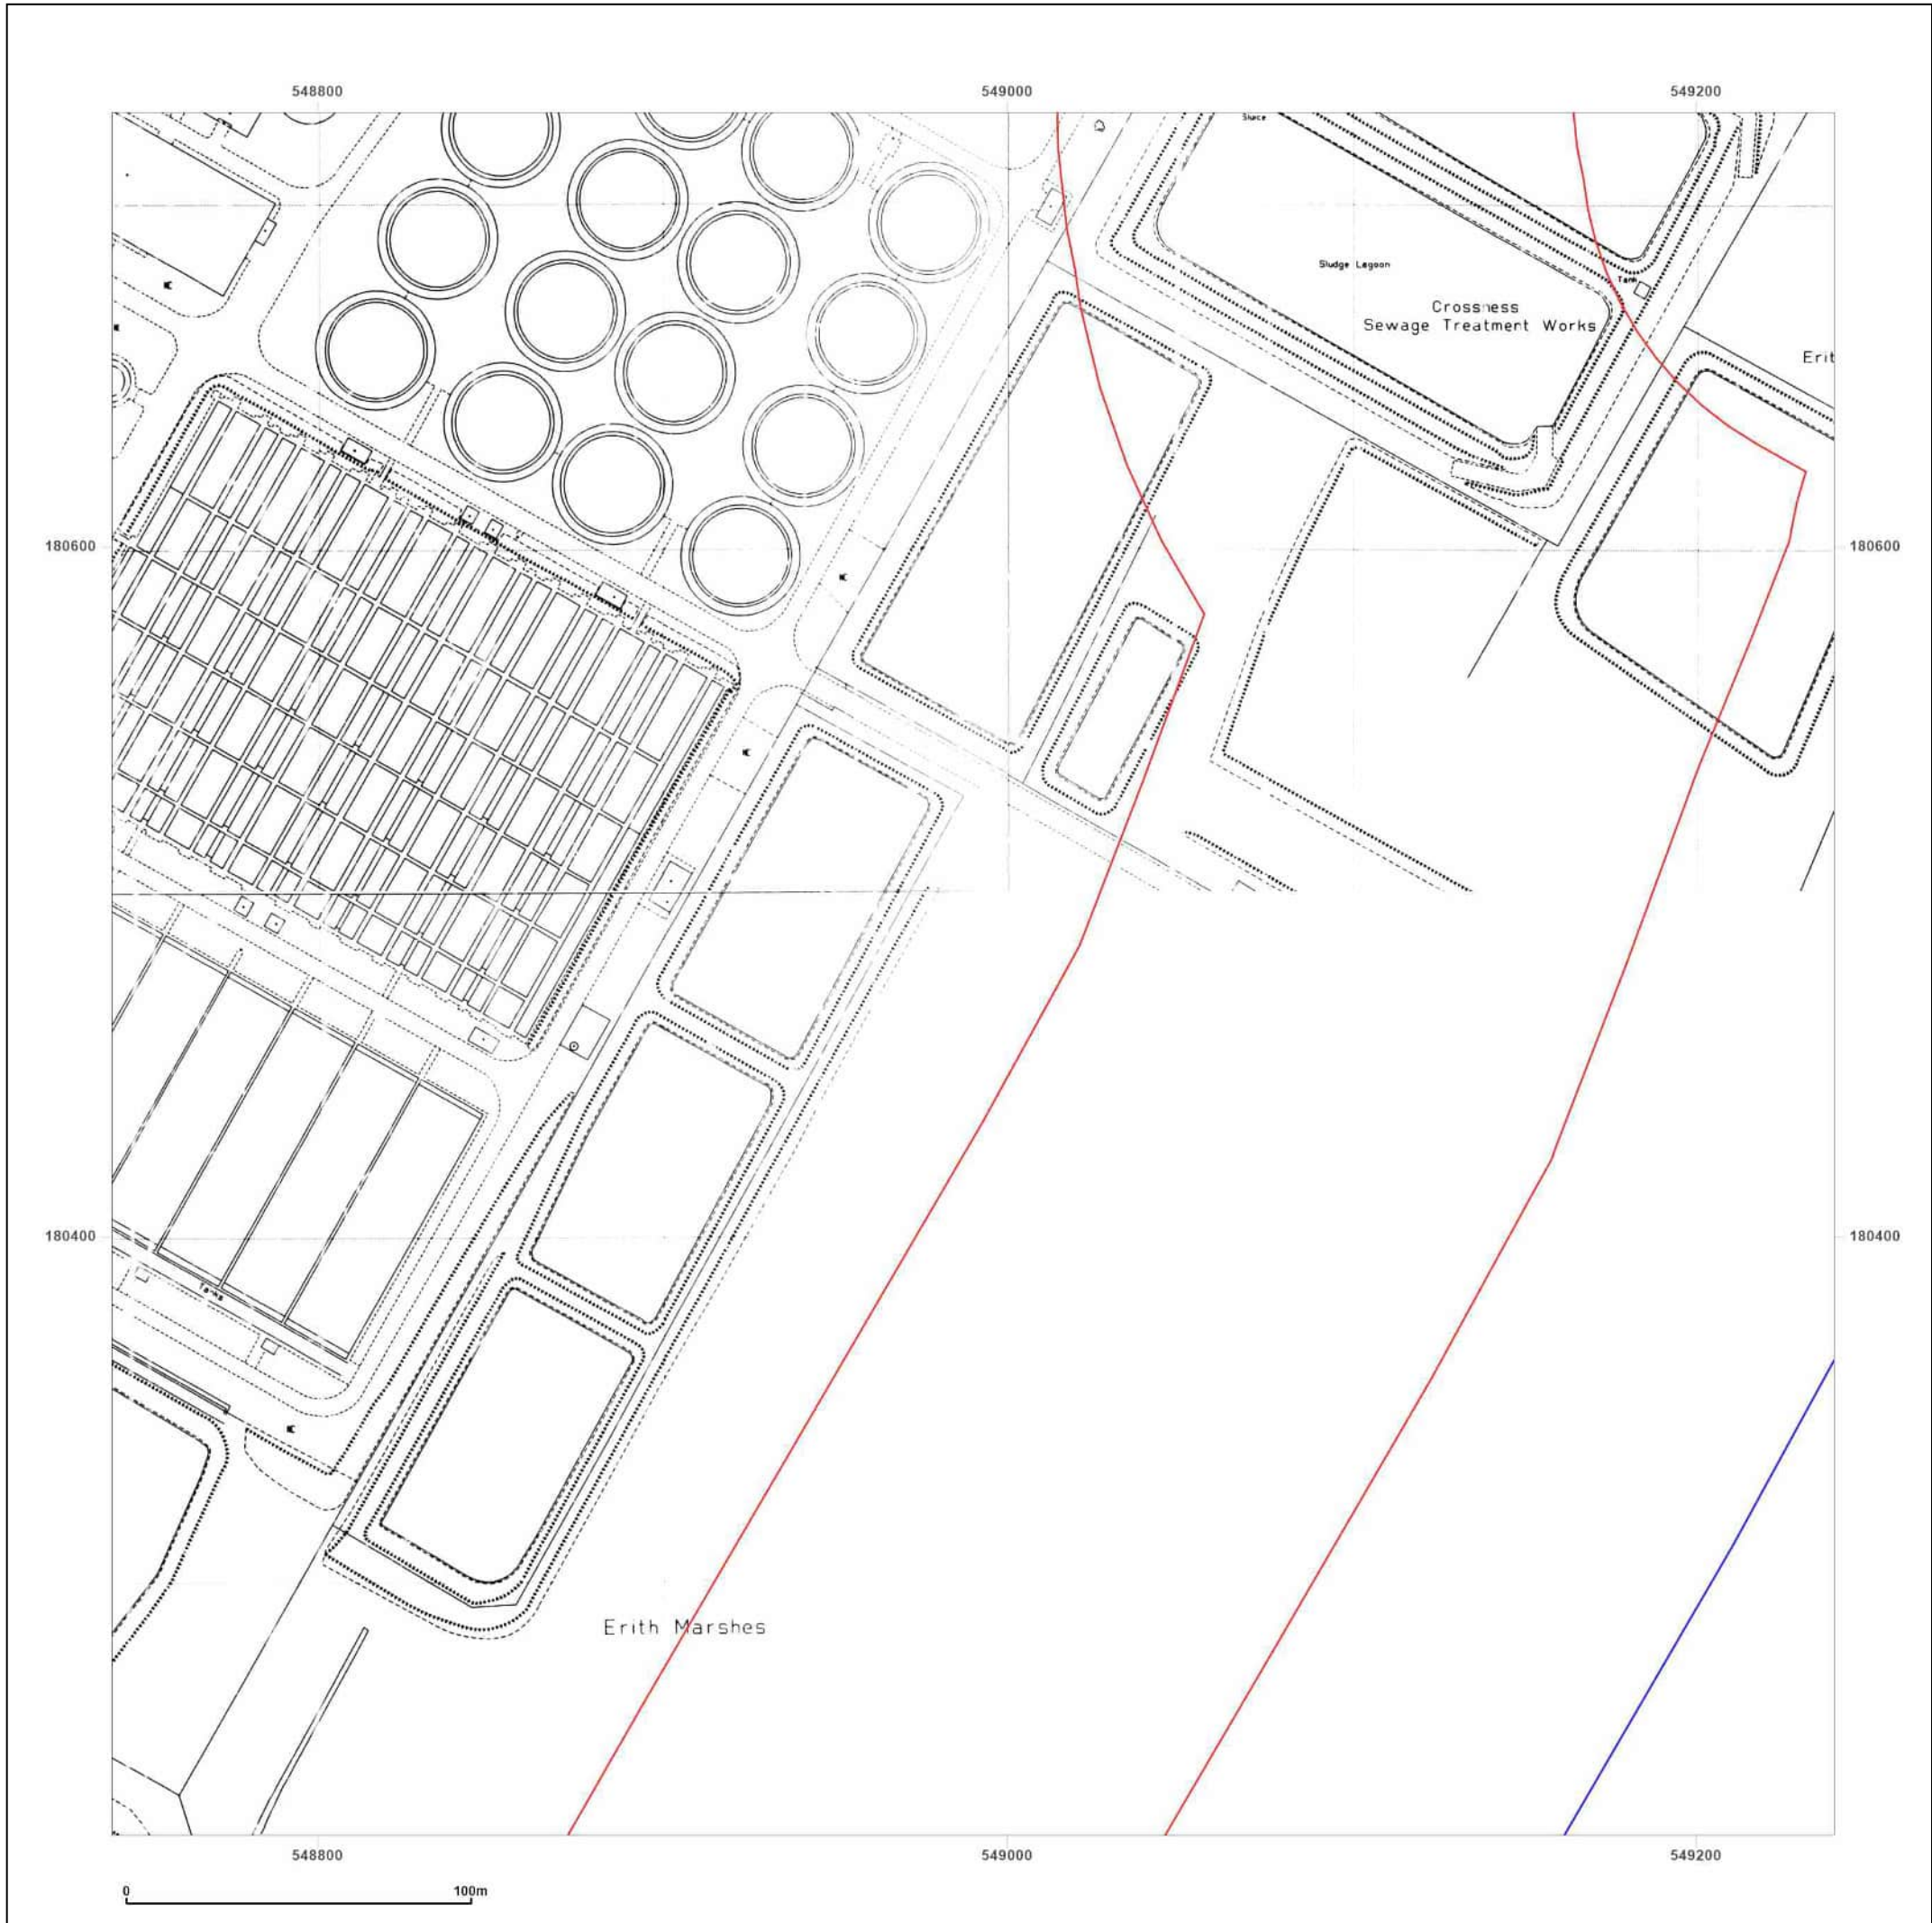 548800
549000
549200
Sluice
Sludge Lagoon
Tank
Crossness
Sewage Treatment Works
Erit
180600
180600
180400
180400
Tanks
Erith Marshes
548800
549000
549200
0
100m